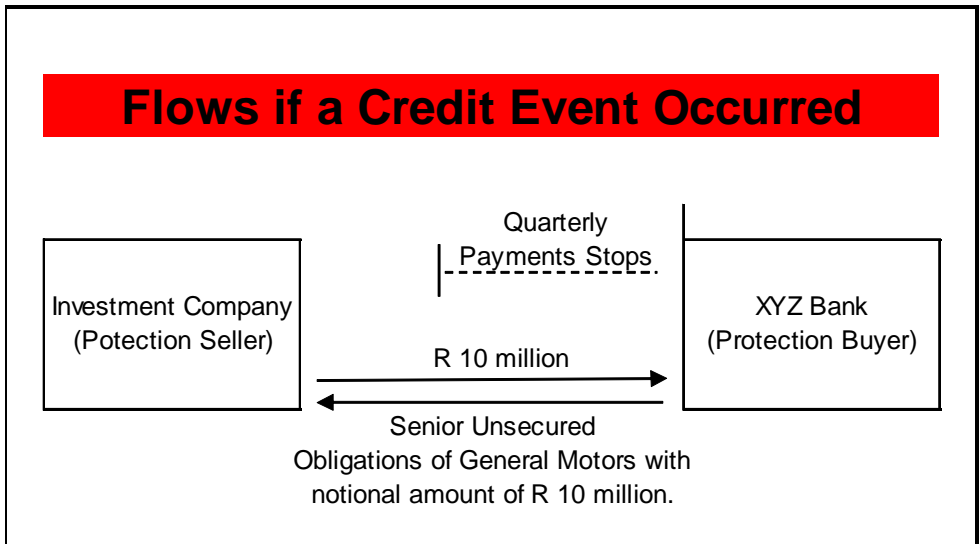 Flows if a Credit Event Occurred
Quarterly
Payments Stops
Investment Company
(Potection Seller)
XYZ Bank
(Protection Buyer)
R 10 million
Senior Unsecured
Obligations of General Motors with
notional amount of R 10 million.